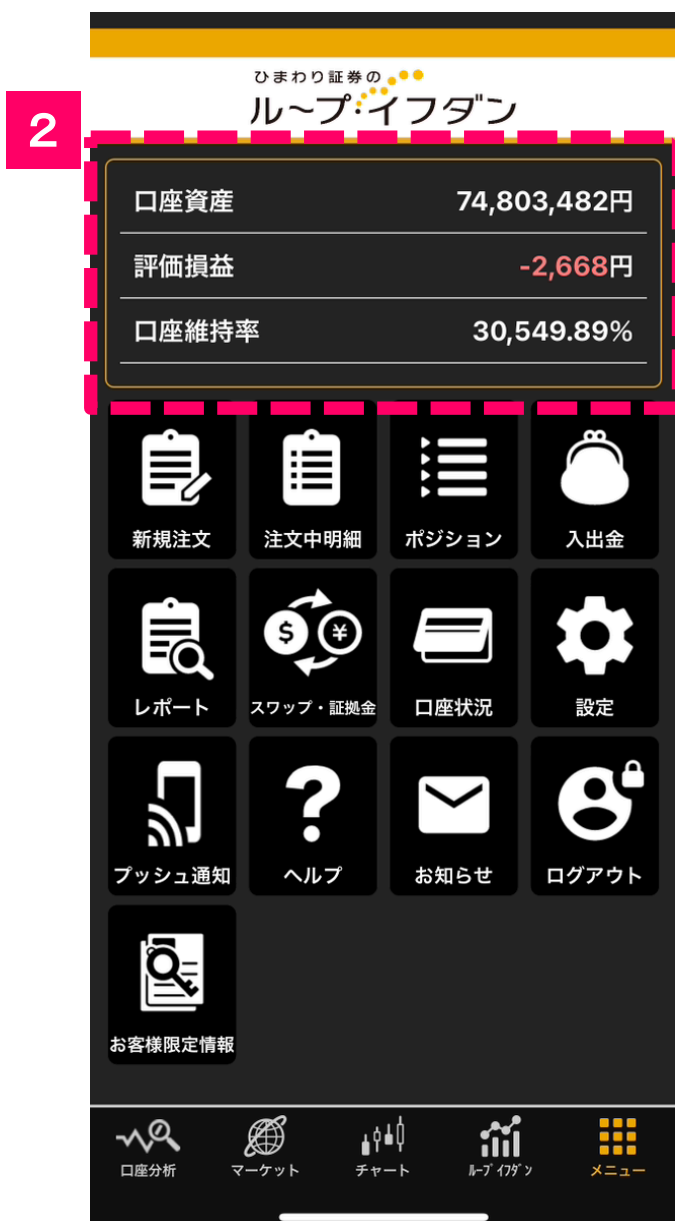 ひまわり証券の
ループ・イフダン
2
口座資産 74,803,482円
評価損益 -2,668円
口座維持率 30,549.89%
新規注文 注文中明細 ポジション 入出金
$ ¥
レポート スワップ・証拠金 口座状況 設定
?
プッシュ通知 ヘルプ お知らせ ログアウト
お客様限定情報
口座分析 マーケット チャート ループイフダン メニュー